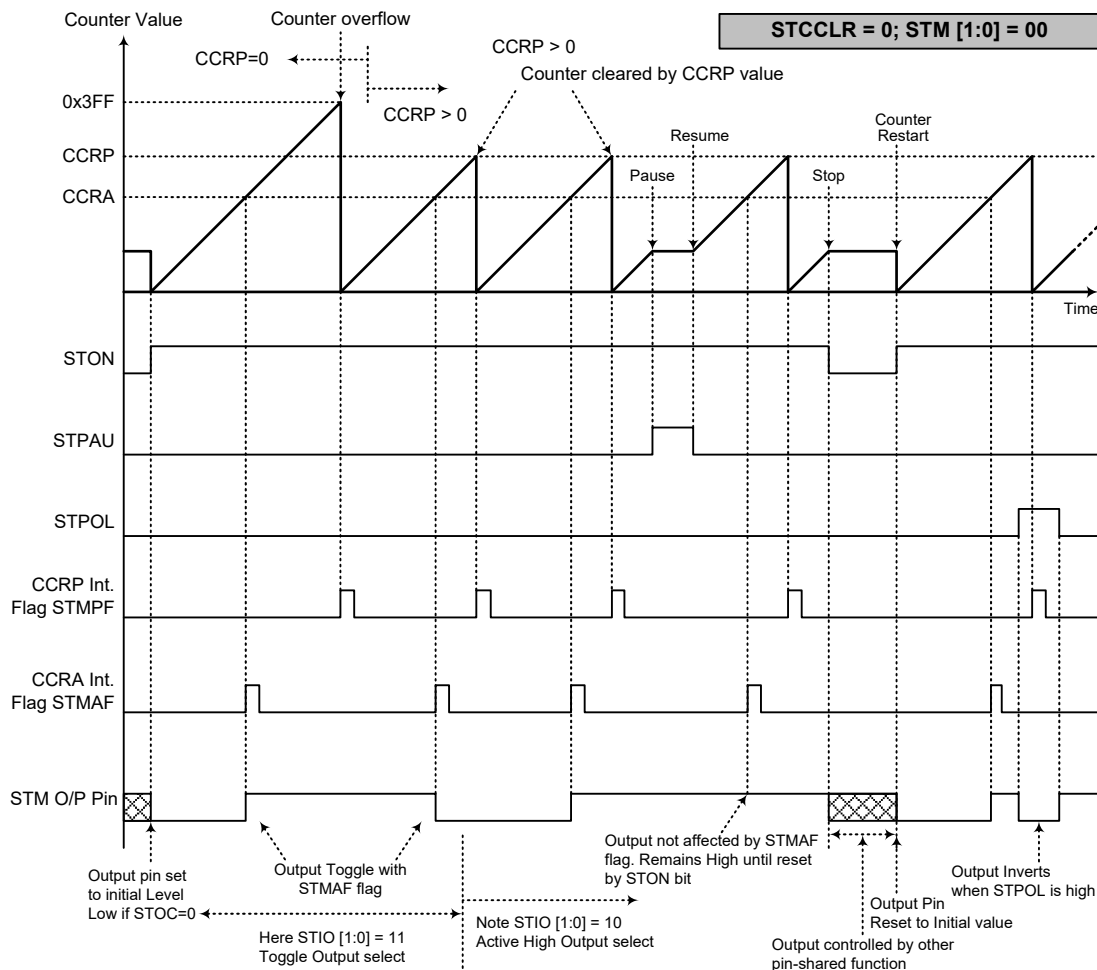 Counter Value
Counter overflow
STCCLR = 0; STM [1:0] = 00
CCRP=0
CCRP > 0
CCRP > 0
Counter cleared by CCRP value
0x3FF
CCRP
CCRA
Pause
Resume
Stop
Counter
Restart
Time
STON
STPAU
STPOL
CCRP Int.
Flag STMPF
CCRA Int.
Flag STMAF
STM O/P Pin
Output pin set
to initial Level
Low if STOC=0
Output Toggle with
STMAF flag
Here STIO [1:0] = 11
Toggle Output select
Output not affected by STMAF
flag. Remains High until reset
by STON bit
Note STIO [1:0] = 10
Active High Output select
Output Pin
Reset to Initial value
Output controlled by other
pin-shared function
Output Inverts
when STPOL is high